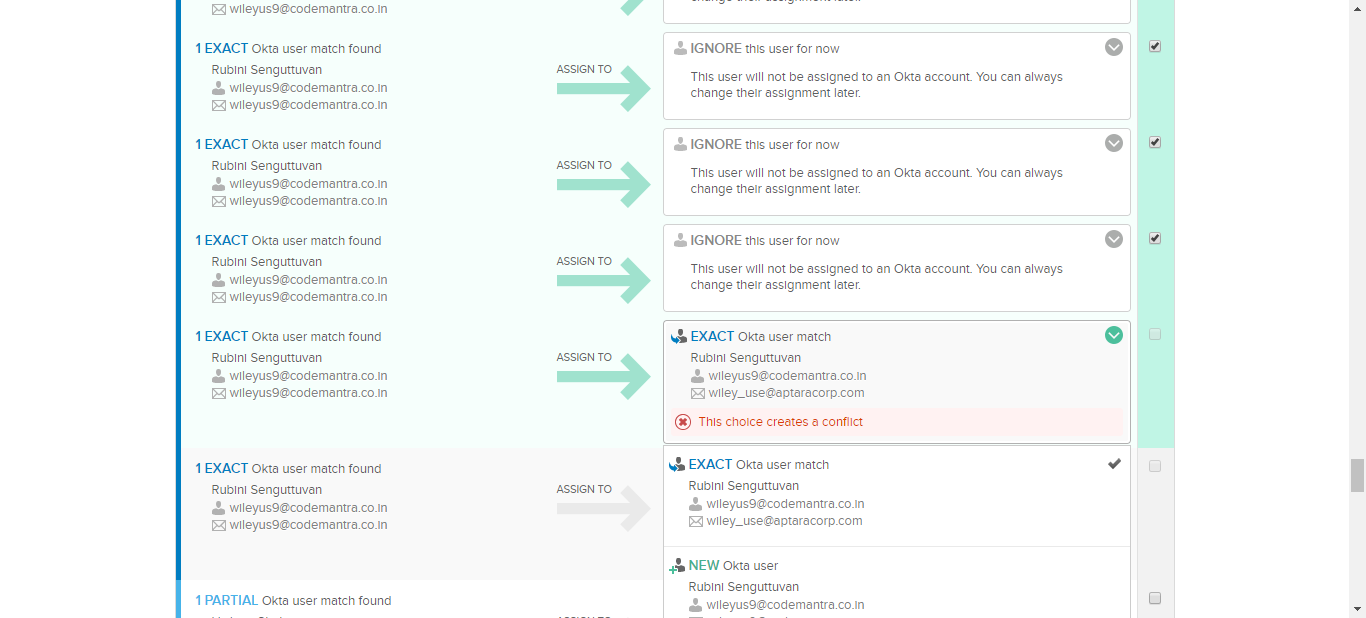 wileyus9@codemantra.co.in
change their assignment later.
1 EXACT Okta user match found
Rubini Senguttuvan
wileyus9@codemantra.co.in
wileyus9@codemantra.co.in
ASSIGN TO
IGNORE this user for now
This user will not be assigned to an Okta account. You can always
change their assignment later.
1 EXACT Okta user match found
Rubini Senguttuvan
wileyus9@codemantra.co.in
wileyus9@codemantra.co.in
ASSIGN TO
IGNORE this user for now
This user will not be assigned to an Okta account. You can always
change their assignment later.
1 EXACT Okta user match found
Rubini Senguttuvan
wileyus9@codemantra.co.in
wileyus9@codemantra.co.in
ASSIGN TO
IGNORE this user for now
This user will not be assigned to an Okta account. You can always
change their assignment later.
1 EXACT Okta user match found
Rubini Senguttuvan
wileyus9@codemantra.co.in
wileyus9@codemantra.co.in
ASSIGN TO
EXACT Okta user match
Rubini Senguttuvan
wileyus9@codemantra.co.in
wiley_use@aptaracorp.com
This choice creates a conflict
1 EXACT Okta user match found
Rubini Senguttuvan
wileyus9@codemantra.co.in
wileyus9@codemantra.co.in
ASSIGN TO
EXACT Okta user match
Rubini Senguttuvan
wileyus9@codemantra.co.in
wiley_use@aptaracorp.com
NEW Okta user
Rubini Senguttuvan
wileyus9@codemantra.co.in
1 PARTIAL Okta user match found
ASSIGN TO